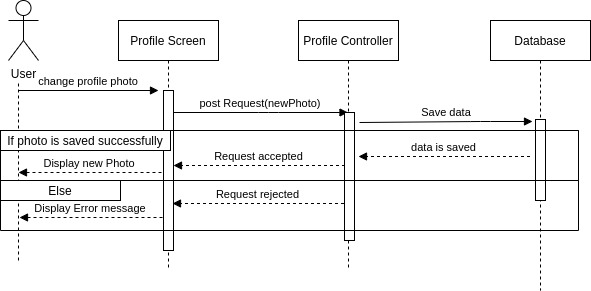 Profile Screen
Profile Controller
Database
User
change profile photo
post Request(newPhoto)
Save data
If photo is saved successfully
data is saved
Request accepted
Display new Photo
Else
Request rejected
Display Error message